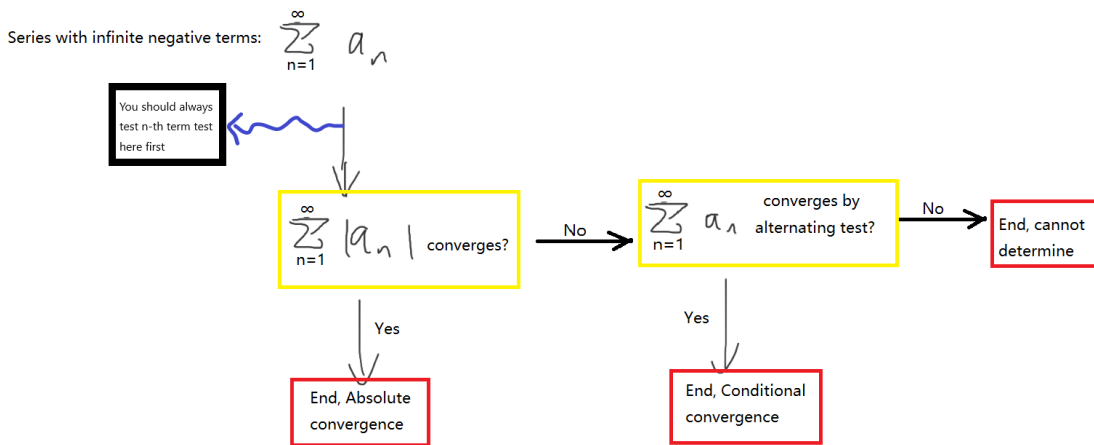 Series with infinite negative terms: ∞ ∑ n=1 a_n
You should always
test n-th term test
here first
∞ ∑ n=1 |a_n| converges?
No
∞ ∑ n=1 a_n converges by
alternating test?
No
End, cannot
determine
Yes
Yes
End, Absolute
convergence
End, Conditional
convergence